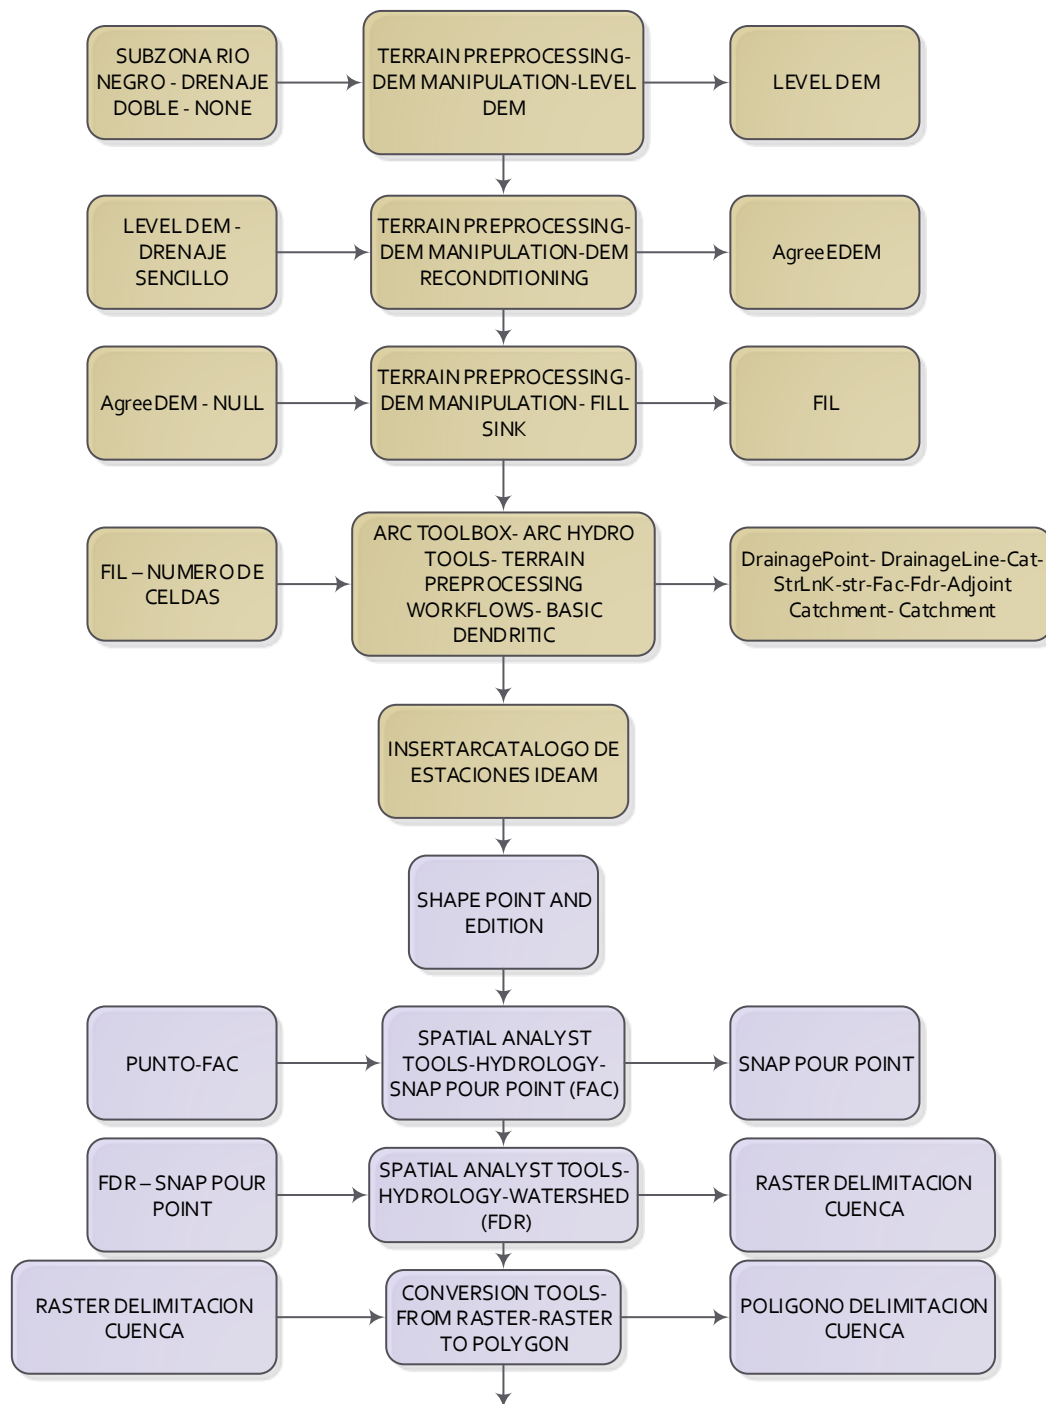 SUBZONA RIO
NEGRO - DRENAJE
DOBLE - NONE
TERRAIN PREPROCESSING-
DEM MANIPULATION-LEVEL
DEM
LEVEL DEM
LEVEL DEM -
DRENAJE
SENCILLO
TERRAIN PREPROCESSING-
DEM MANIPULATION-DEM
RECONDITIONING
AgreeEDEM
AgreeDEM - NULL
TERRAIN PREPROCESSING-
DEM MANIPULATION- FILL
SINK
FIL
FIL – NUMERO DE
CELDAS
ARC TOOLBOX- ARC HYDRO
TOOLS- TERRAIN
PREPROCESSING
WORKFLOWS- BASIC
DENDRITIC
DrainagePoint- DrainageLine-Cat-
StrLnK-str-Fac-Fdr-Adjoint
Catchment- Catchment
INSERTARCATALOGO DE
ESTACIONES IDEAM
SHAPE POINT AND
EDITION
PUNTO-FAC
SPATIAL ANALYST
TOOLS-HYDROLOGY-
SNAP POUR POINT (FAC)
SNAP POUR POINT
FDR – SNAP POUR
POINT
SPATIAL ANALYST TOOLS-
HYDROLOGY-WATERSHED
(FDR)
RASTER DELIMITACION
CUENCA
RASTER DELIMITACION
CUENCA
CONVERSION TOOLS-
FROM RASTER-RASTER
TO POLYGON
POLIGONO DELIMITACION
CUENCA